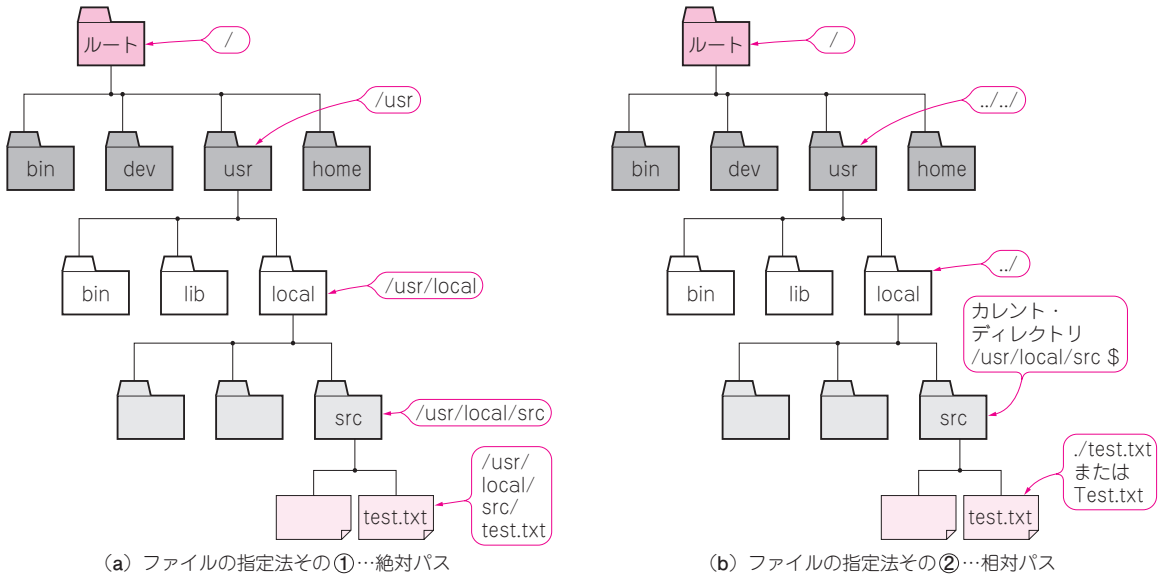 ルート
/
/usr
bin
dev
usr
home
bin
lib
local
/usr/local
src
/usr/local/src
test.txt
/usr/
local/
src/
test.txt
(a) ファイルの指定法その①…絶対パス
ルート
/
../../
bin
dev
usr
home
bin
lib
local
../
カレント・
ディレクトリ
/usr/local/src $
src
test.txt
./test.txt
または
Test.txt
(b) ファイルの指定法その②…相対パス